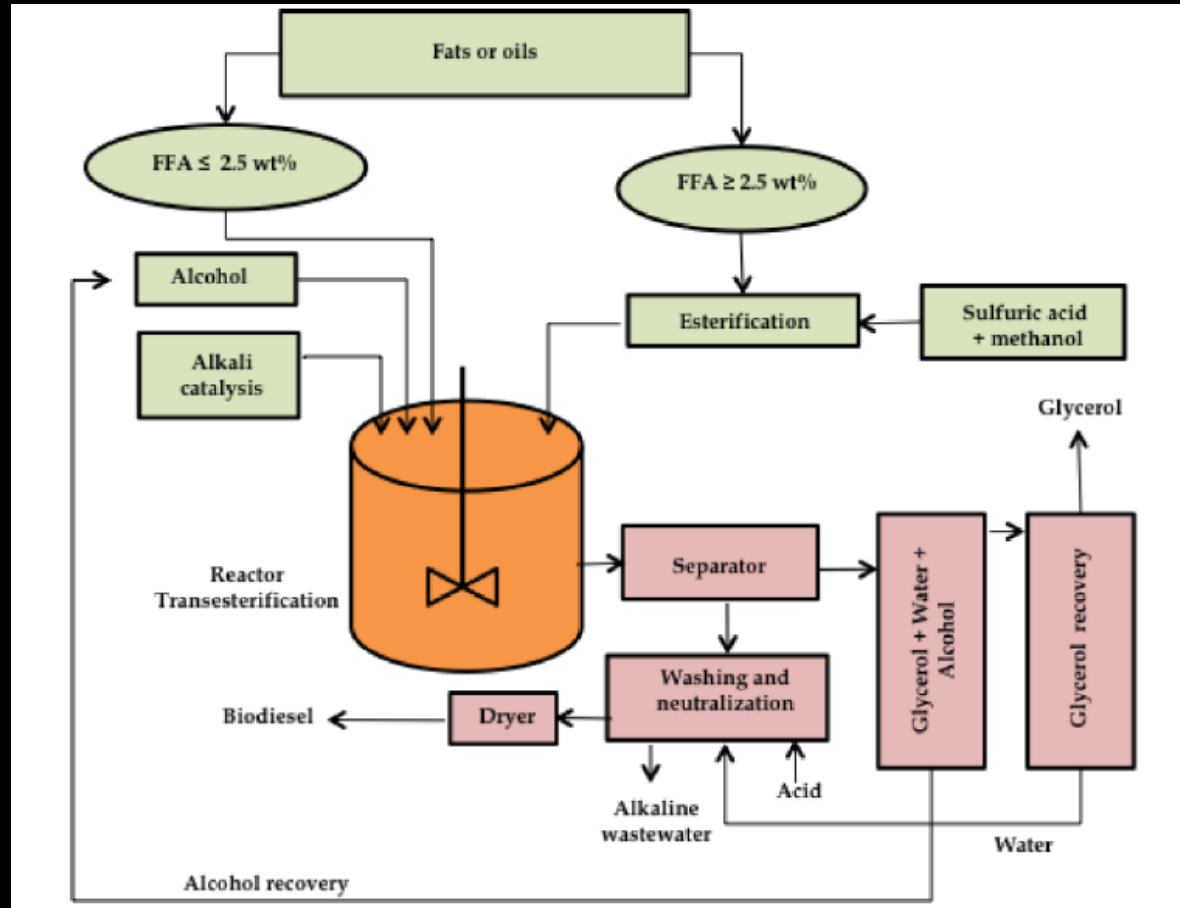 Fats or oils
FFA ≤ 2.5 wt%
FFA ≥ 2.5 wt%
Alcohol
Alkali
catalysis
Esterification
Sulfuric acid
+ methanol
Glycerol
Reactor
Transesterification
Separator
Glycerol + Water +
Alcohol
Glycerol recovery
Washing and
neutralization
Dryer
Biodiesel
Alkaline
wastewater
Acid
Water
Alcohol recovery